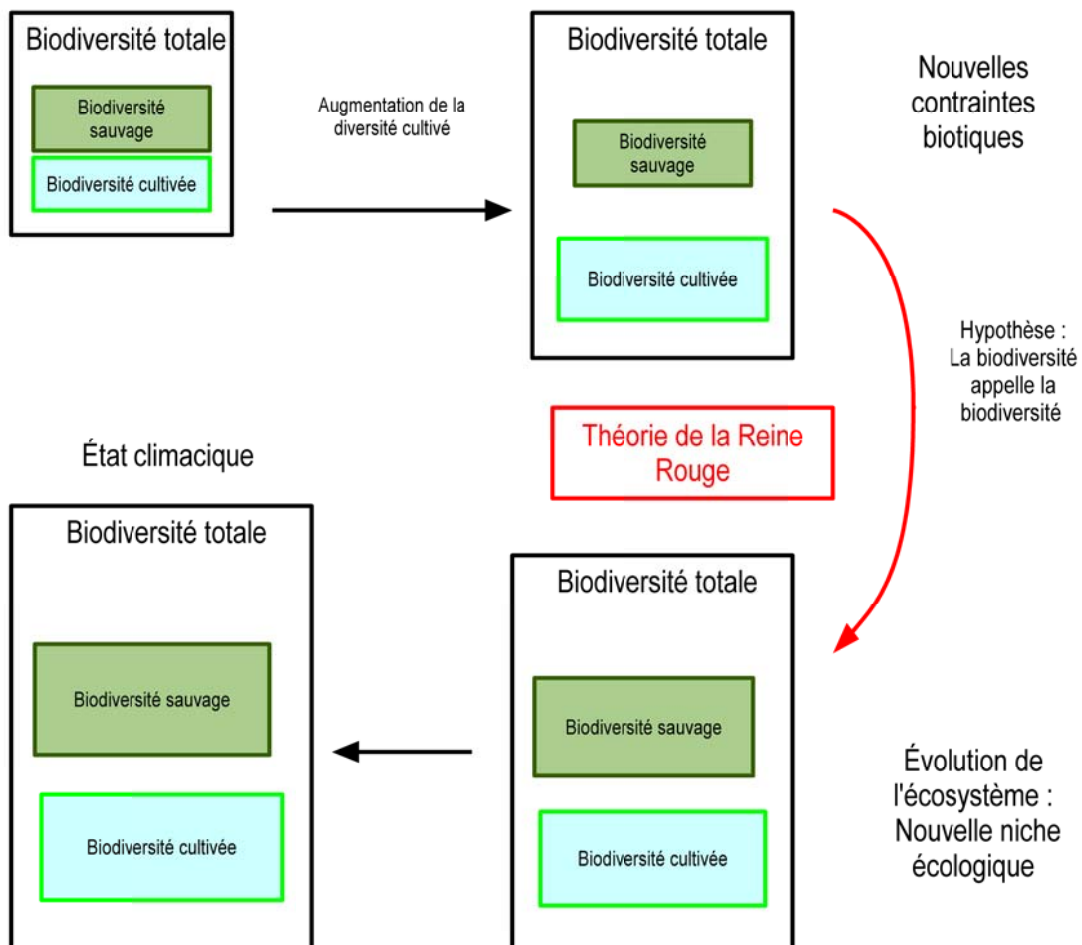 Biodiversité totale
Biodiversité
sauvage
Biodiversité cultivée
Augmentation de la
diversité cultivé
Biodiversité totale
Biodiversité
sauvage
Biodiversité cultivée
Nouvelles
contraintes
biotiques
Hypothèse :
La biodiversité
appelle la
biodiversité
Théorie de la Reine
Rouge
État climacique
Biodiversité totale
Biodiversité sauvage
Biodiversité cultivée
Biodiversité totale
Biodiversité sauvage
Biodiversité cultivée
Évolution de
l'écosystème :
Nouvelle niche
écologique